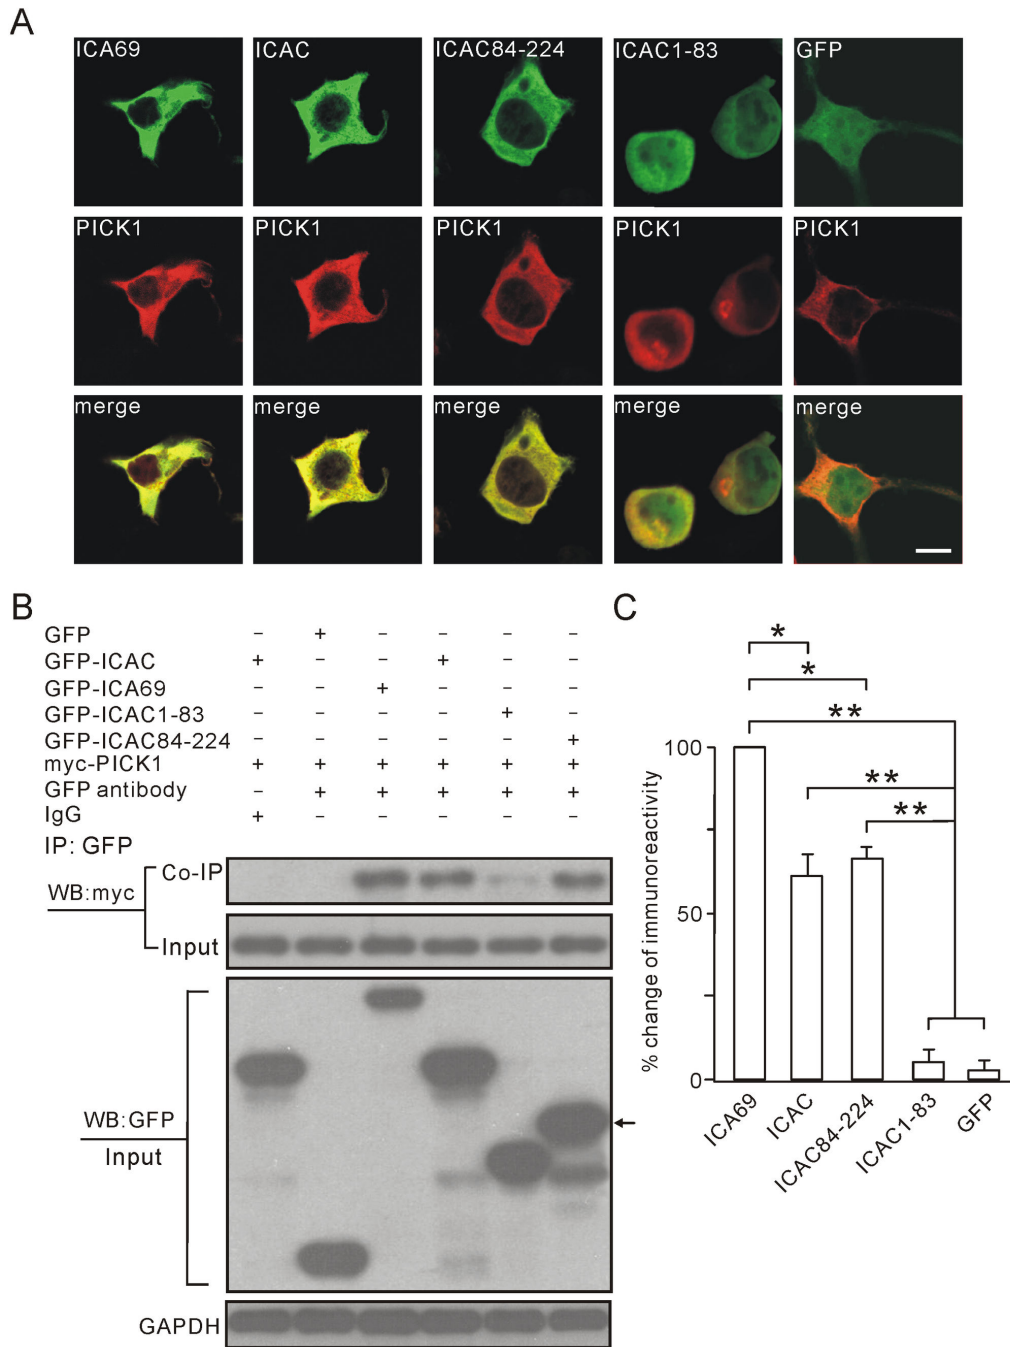 A
ICA69 ICAC ICAC84-224 ICAC1-83 GFP
PICK1 PICK1 PICK1 PICK1 PICK1
merge merge merge merge merge
B
GFP – + – – – –
GFP-ICAC + – – + – –
GFP-ICA69 – – + – – –
GFP-ICAC1-83 – – – – + –
GFP-ICAC84-224 – – – – – +
myc-PICK1 + + + + + +
GFP antibody – + + + + +
IgG + – – – – –
IP: GFP
WB:myc
Co-IP
Input
WB:GFP
Input
GAPDH
C
*
*
**
**
**
% change of immunoreactivity
100
50
0
ICA69
ICAC
ICAC84-224
ICAC1-83
GFP